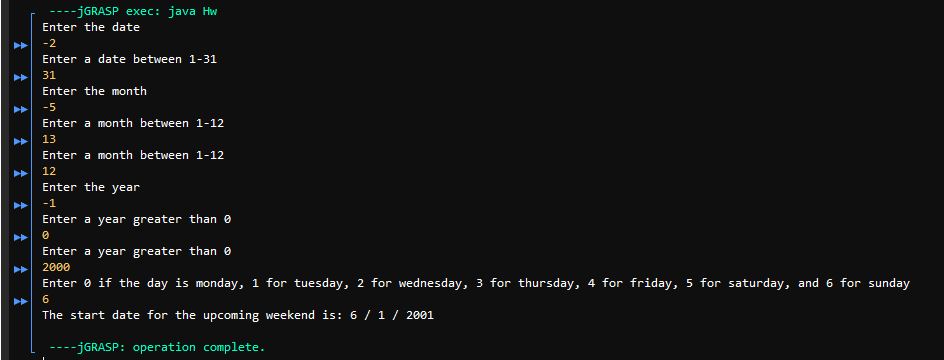 ----jGRASP exec: java Hw
Enter the date
-2
Enter a date between 1-31
31
Enter the month
-5
Enter a month between 1-12
13
Enter a month between 1-12
12
Enter the year
-1
Enter a year greater than 0
0
Enter a year greater than 0
2000
Enter 0 if the day is monday, 1 for tuesday, 2 for wednesday, 3 for thursday, 4 for friday, 5 for saturday, and 6 for sunday
6
The start date for the upcoming weekend is: 6 / 1 / 2001
----jGRASP: operation complete.